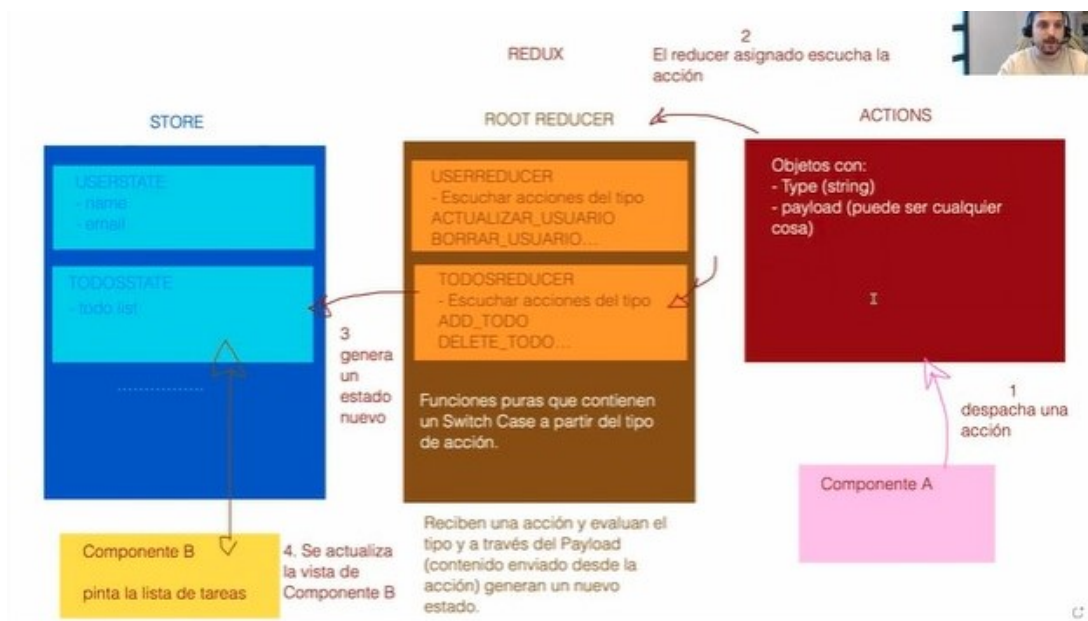 REDUX
2
El reducer asignado escucha la
acción
STORE
ROOT REDUCER
ACTIONS
USERSTATE
- name
- email
TODOSSTATE
- todo list
USERREDUCER
- Escuchar acciones del tipo
ACTUALIZAR_USUARIO
BORRAR_USUARIO...
TODOSREDUCER
- Escuchar acciones del tipo
ADD_TODO
DELETE_TODO...
Funciones puras que contienen
un Switch Case a partir del tipo
de acción.
Reciben una acción y evaluan el
tipo y a través del Payload
(contenido enviado desde la
acción) generan un nuevo
estado.
Objetos con:
- Type (string)
- payload (puede ser cualquier
cosa)
1
despacha una
acción
Componente A
3
genera
un
estado
nuevo
Componente B
pinta la lista de tareas
4. Se actualiza
la vista de
Componente B